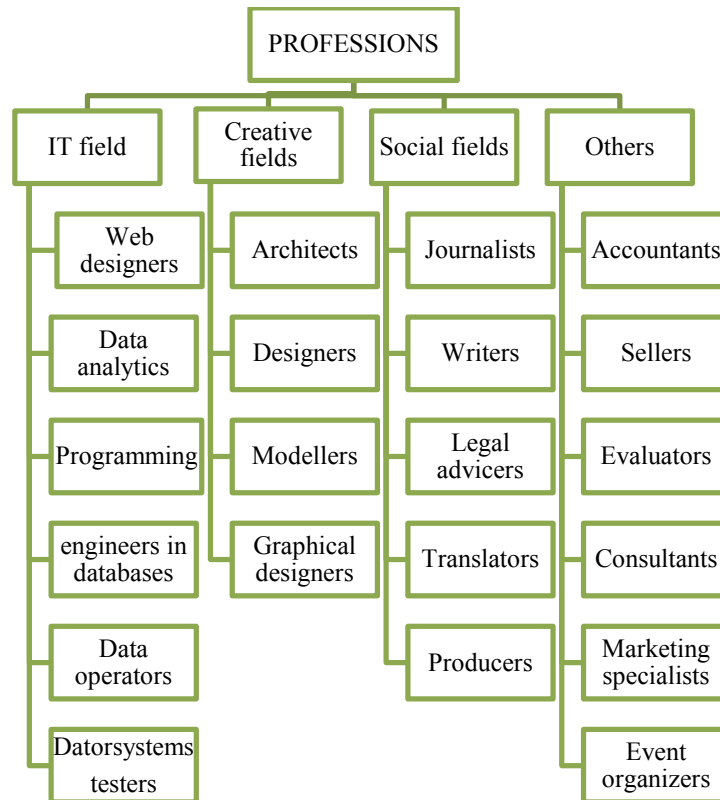 PROFESSIONS
IT field
Creative
fields
Social fields
Others
Web
designers
Data
analytics
Programming
engineers in
databases
Data
operators
Datorsystems
testers
Architects
Designers
Modellers
Graphical
designers
Journalists
Writers
Legal
advicers
Translators
Producers
Accountants
Sellers
Evaluators
Consultants
Marketing
specialists
Event
organizers